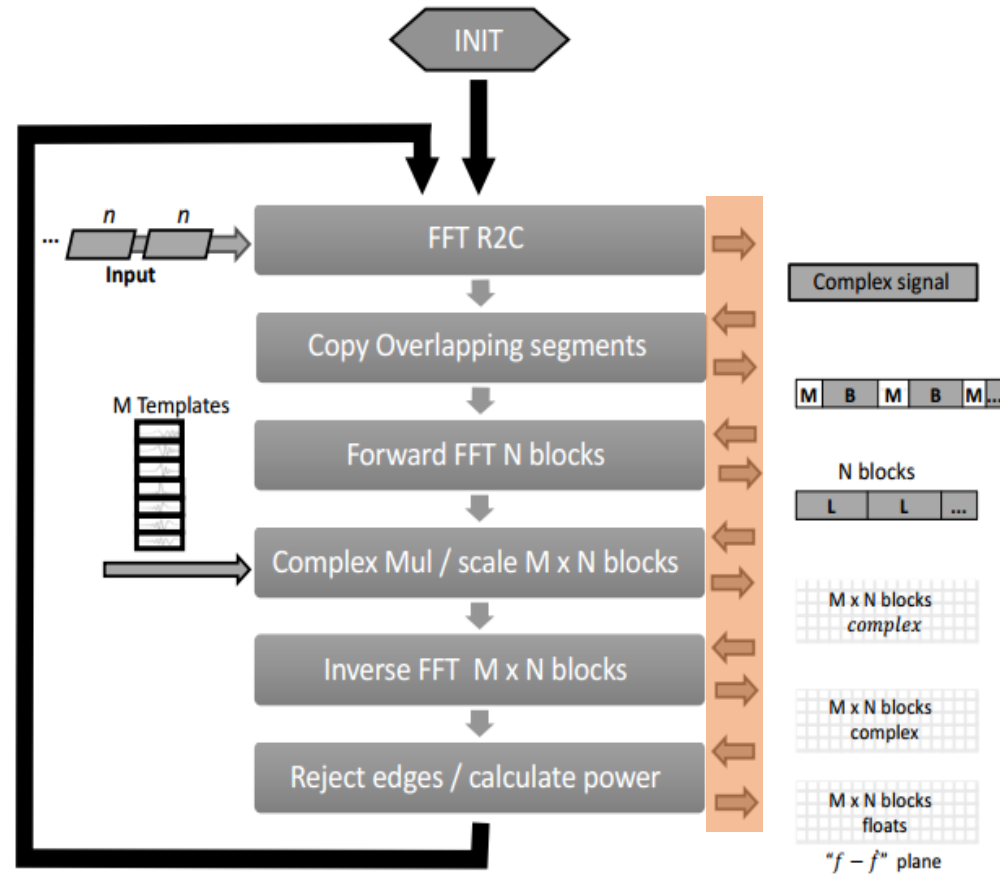 INIT
n n
...
Input
FFT R2C
Complex signal
Copy Overlapping segments
M B M B M ...
M Templates
Forward FFT N blocks
N blocks
L L ...
Complex Mul / scale M x N blocks
M x N blocks
complex
Inverse FFT M x N blocks
M x N blocks
complex
Reject edges / calculate power
M x N blocks
floats
"f − ḟ" plane